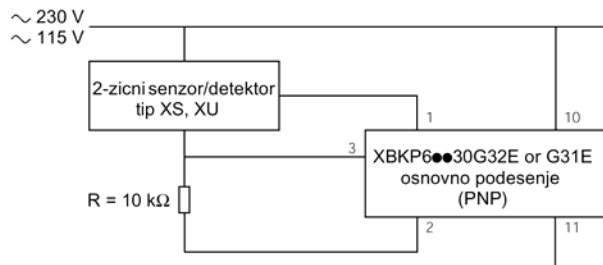 ∼ 230 V
∼ 115 V
2-zicni senzor/detektor
tip XS, XU
1
10
3
XBKP6●●30G32E or G31E
osnovno podesenje
(PNP)
R = 10 kΩ
2
11